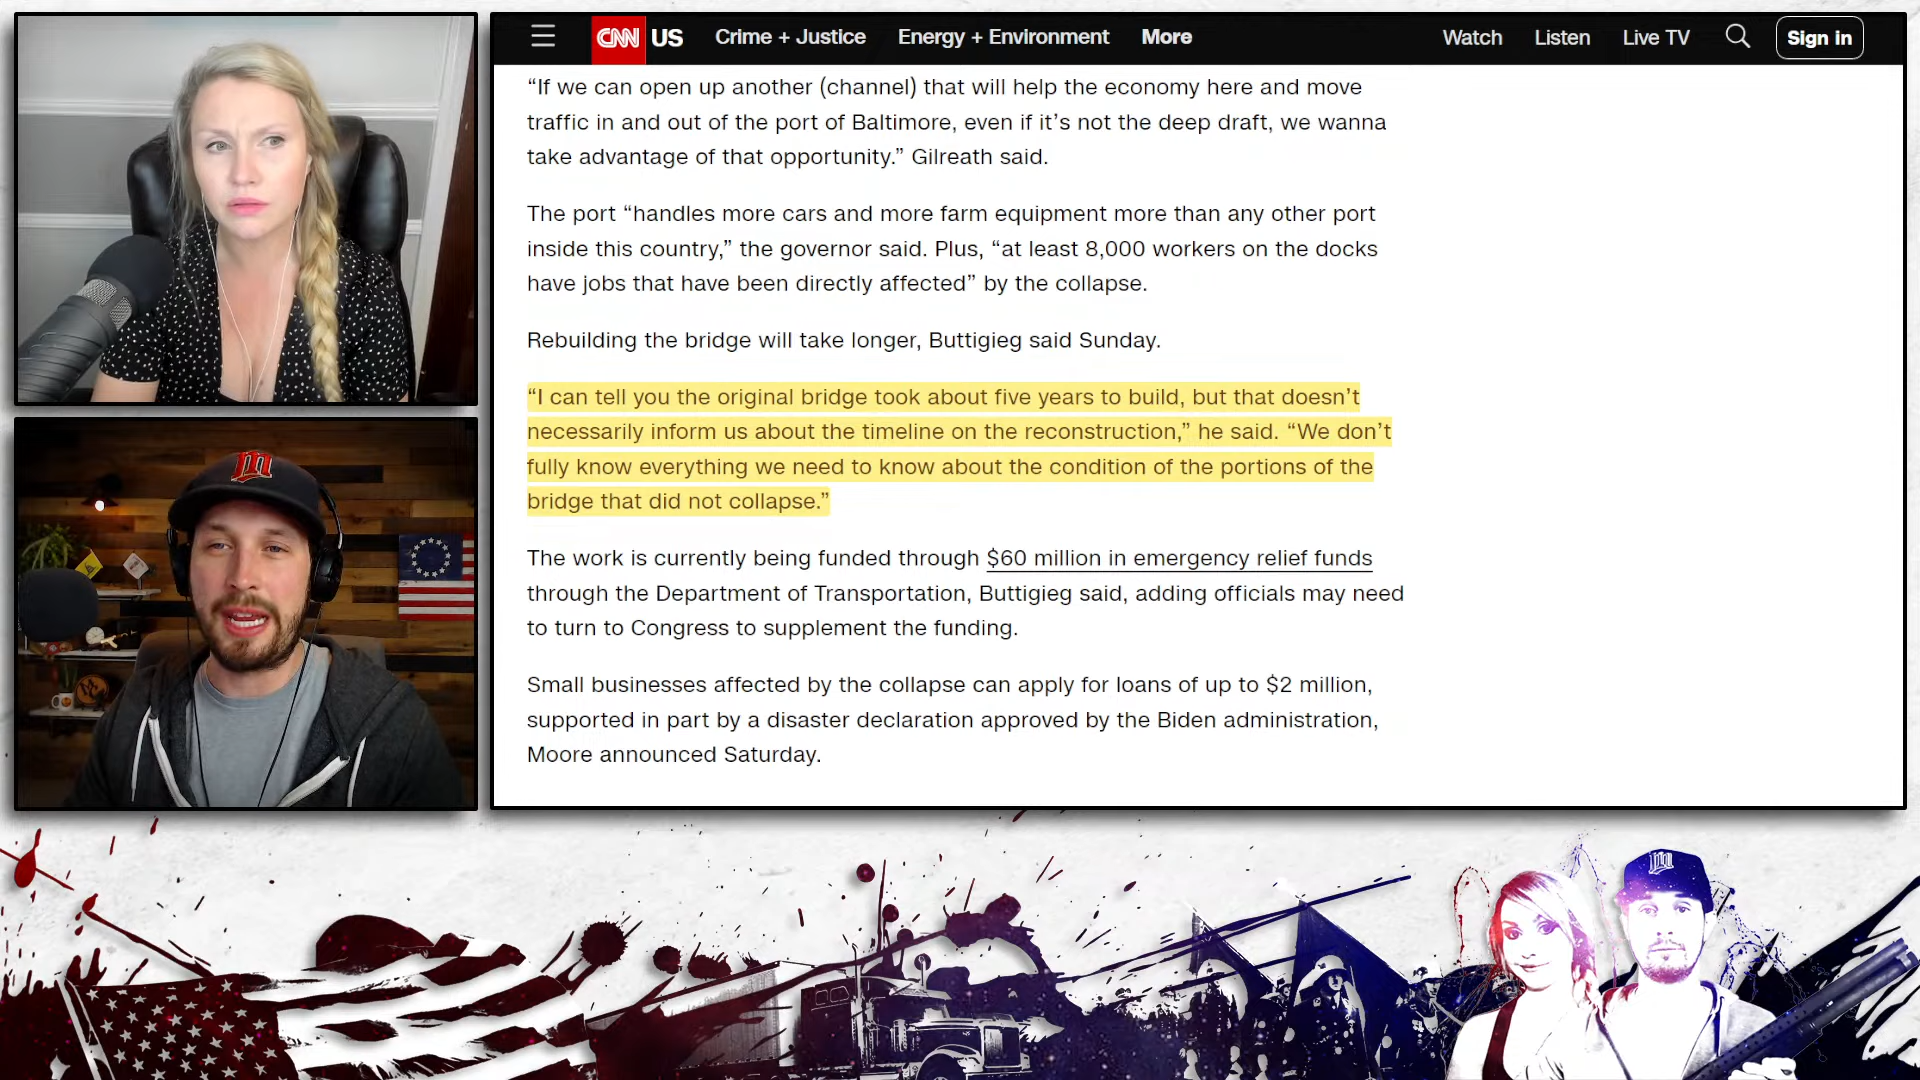 CNN US Crime + Justice Energy + Environment More Watch Listen Live TV Sign in
“If we can open up another (channel) that will help the economy here and move
traffic in and out of the port of Baltimore, even if it’s not the deep draft, we wanna
take advantage of that opportunity.” Gilreath said.
The port “handles more cars and more farm equipment more than any other port
inside this country,” the governor said. Plus, “at least 8,000 workers on the docks
have jobs that have been directly affected” by the collapse.
Rebuilding the bridge will take longer, Buttigieg said Sunday.
“I can tell you the original bridge took about five years to build, but that doesn’t
necessarily inform us about the timeline on the reconstruction,” he said. “We don’t
fully know everything we need to know about the condition of the portions of the
bridge that did not collapse.”
The work is currently being funded through $60 million in emergency relief funds
through the Department of Transportation, Buttigieg said, adding officials may need
to turn to Congress to supplement the funding.
Small businesses affected by the collapse can apply for loans of up to $2 million,
supported in part by a disaster declaration approved by the Biden administration,
Moore announced Saturday.